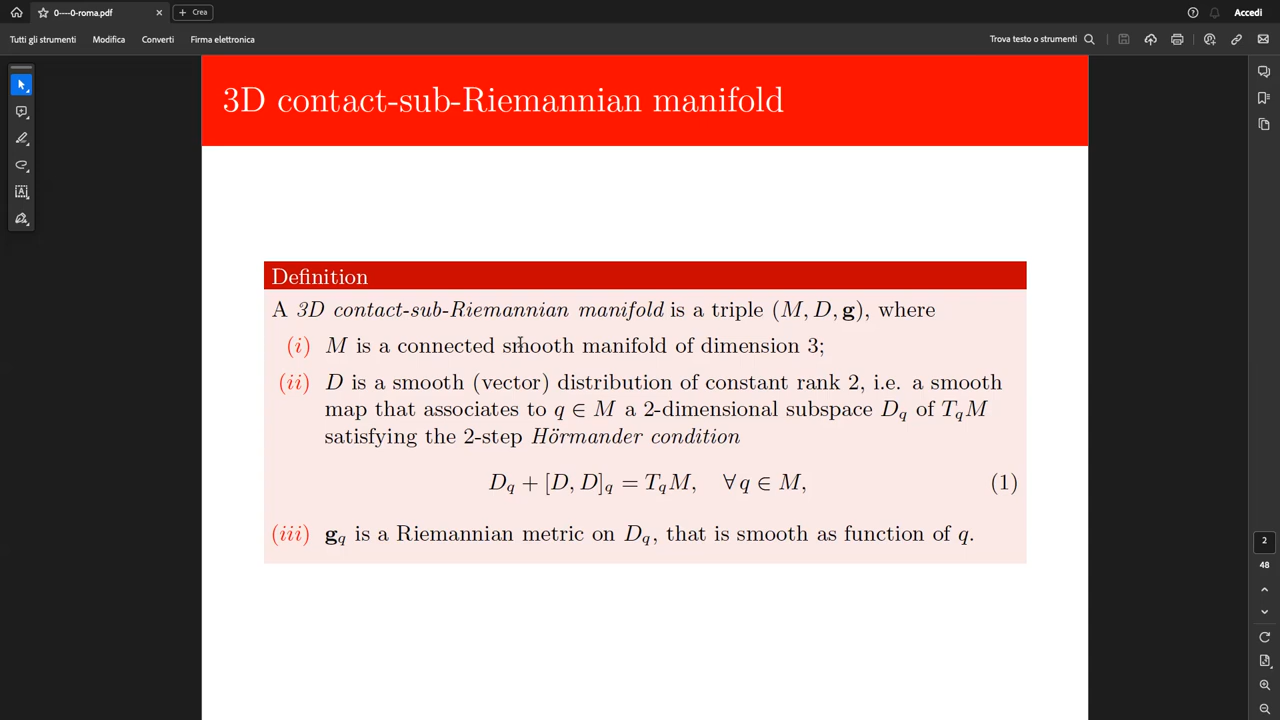 0----0-roma.pdf
Crea
Accedi
Tutti gli strumenti Modifica Converti Firma elettronica
Trova testo o strumenti
3D contact-sub-Riemannian manifold
Definition
A 3D contact-sub-Riemannian manifold is a triple (M, D, g), where
(i) M is a connected smooth manifold of dimension 3;
(ii) D is a smooth (vector) distribution of constant rank 2, i.e. a smooth
map that associates to q ∈ M a 2-dimensional subspace D_q of T_qM
satisfying the 2-step Hörmander condition
D_q + [D, D]_q = T_qM, ∀ q ∈ M, (1)
(iii) g_q is a Riemannian metric on D_q, that is smooth as function of q.
2
48